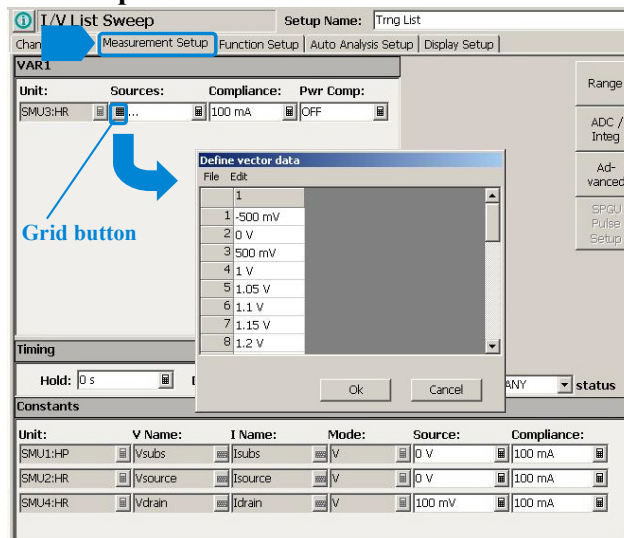 I/V List Sweep Setup Name: Trng List
Chan Measurement Setup Function Setup Auto Analysis Setup Display Setup
VAR1
Unit: Sources: Compliance: Pwr Comp:
SMU3:HR ... 100 mA OFF
Range
ADC /
Integ
Ad-
vanced
SPGU
Pulse
Setup
Grid button
Define vector data
File Edit
1
1 -500 mV
2 0 V
3 500 mV
4 1 V
5 1.05 V
6 1.1 V
7 1.15 V
8 1.2 V
Ok Cancel
Timing
Hold: 0 s ANY status
Constants
Unit: V Name: I Name: Mode: Source: Compliance:
SMU1:HP Vsubs Isubs V 0 V 100 mA
SMU2:HR Vsource Isource V 0 V 100 mA
SMU4:HR Vdrain Idrain V 100 mV 100 mA